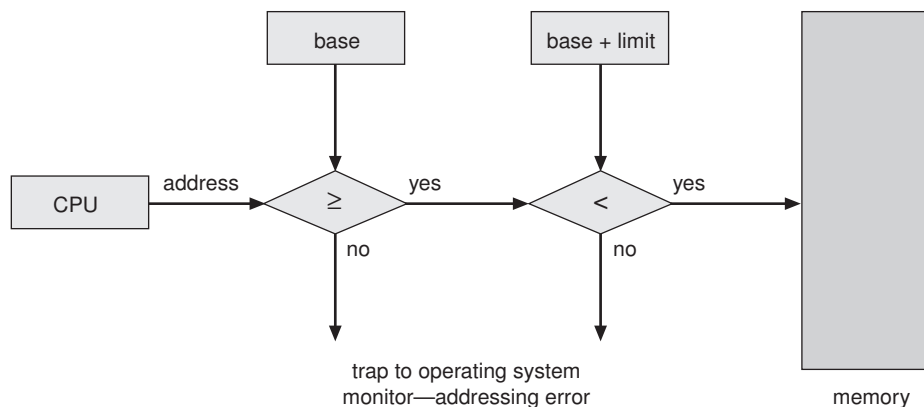 base
base + limit
CPU
address
≥
yes
<
yes
no
no
trap to operating system
monitor—addressing error
memory